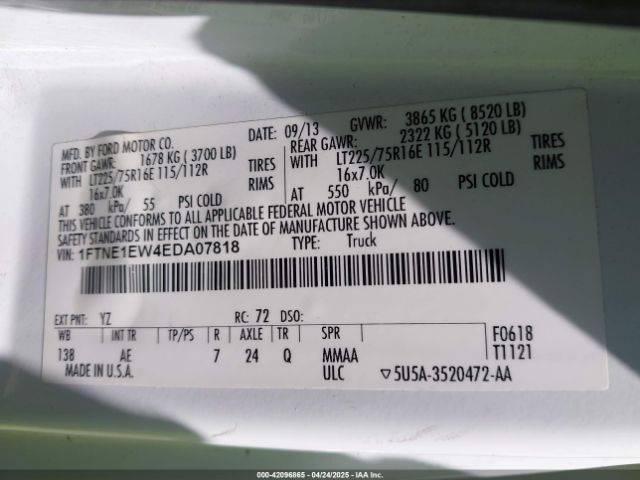 MFD. BY FORD MOTOR CO.
DATE: 09/13 GVWR: 3865 KG ( 8520 LB)
FRONT GAWR: 1678 KG ( 3700 LB) REAR GAWR: 2322 KG ( 5120 LB)
WITH LT225/75R16E 115/112R TIRES WITH LT225/75R16E 115/112R TIRES
16x7.0K RIMS 16x7.0K RIMS
AT 380 kPa/ 55 PSI COLD AT 550 kPa/ 80 PSI COLD
THIS VEHICLE CONFORMS TO ALL APPLICABLE FEDERAL MOTOR VEHICLE
SAFETY STANDARDS IN EFFECT ON THE DATE OF MANUFACTURE SHOWN ABOVE.
VIN: 1FTNE1EW4EDA07818 TYPE: Truck
EXT PNT: YZ RC: 72 DSO:
WB INT TR TP/PS R AXLE TR SPR F0618
138 AE 7 24 Q MMAA T1121
MADE IN U.S.A. ULC ▽5U5A-3520472-AA
000-42096865 - 04/24/2025 - IAA Inc.